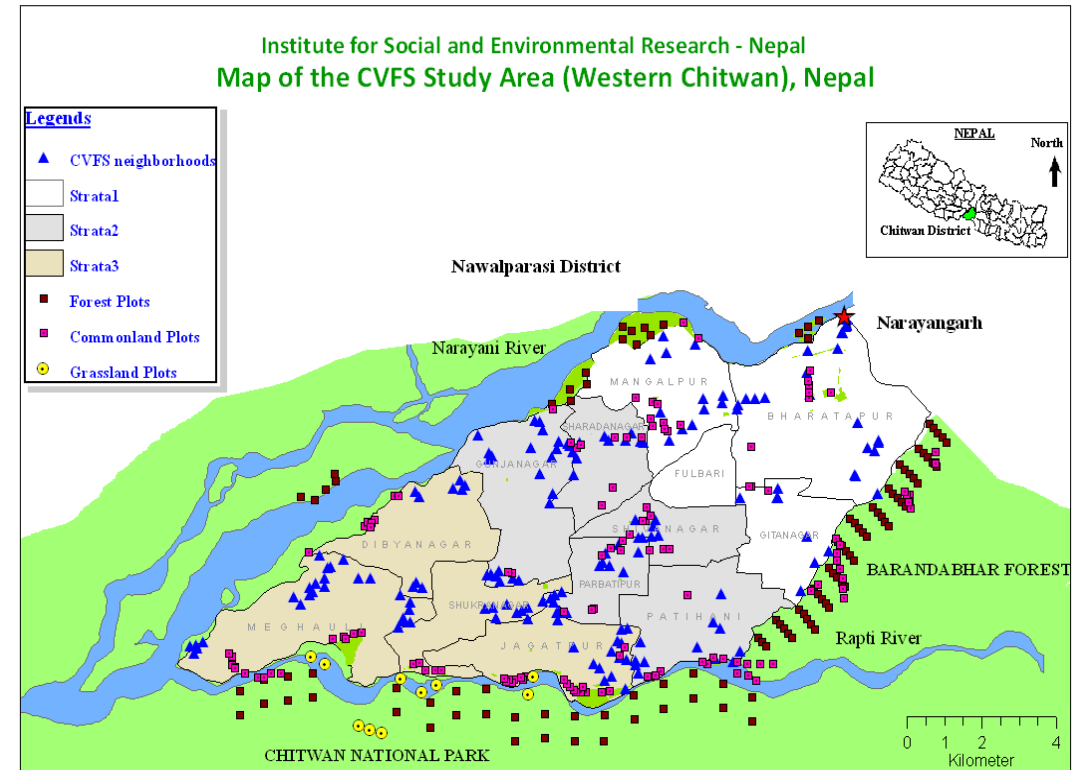 Institute for Social and Environmental Research - Nepal
Map of the CVFS Study Area (Western Chitwan), Nepal
Legends
CVFS neighborhoods
Strata1
Strata2
Strata3
Forest Plots
Commonland Plots
Grassland Plots
NEPAL
North
Chitwan District
Nawalparasi District
Narayangarh
Narayani River
MANGALPUR
BHARATAPUR
SHARADANAGAR
GUNJANAGAR
FULBARI
SHIVANAGAR
GITANAGAR
DIBYANAGAR
BARANDABHAR FOREST
PARBATIPUR
SHUKRANAGAR
PATIHANI
MEGHAULI
JAGATPUR
Rapti River
CHITWAN NATIONAL PARK
0 1 2 4
Kilometer